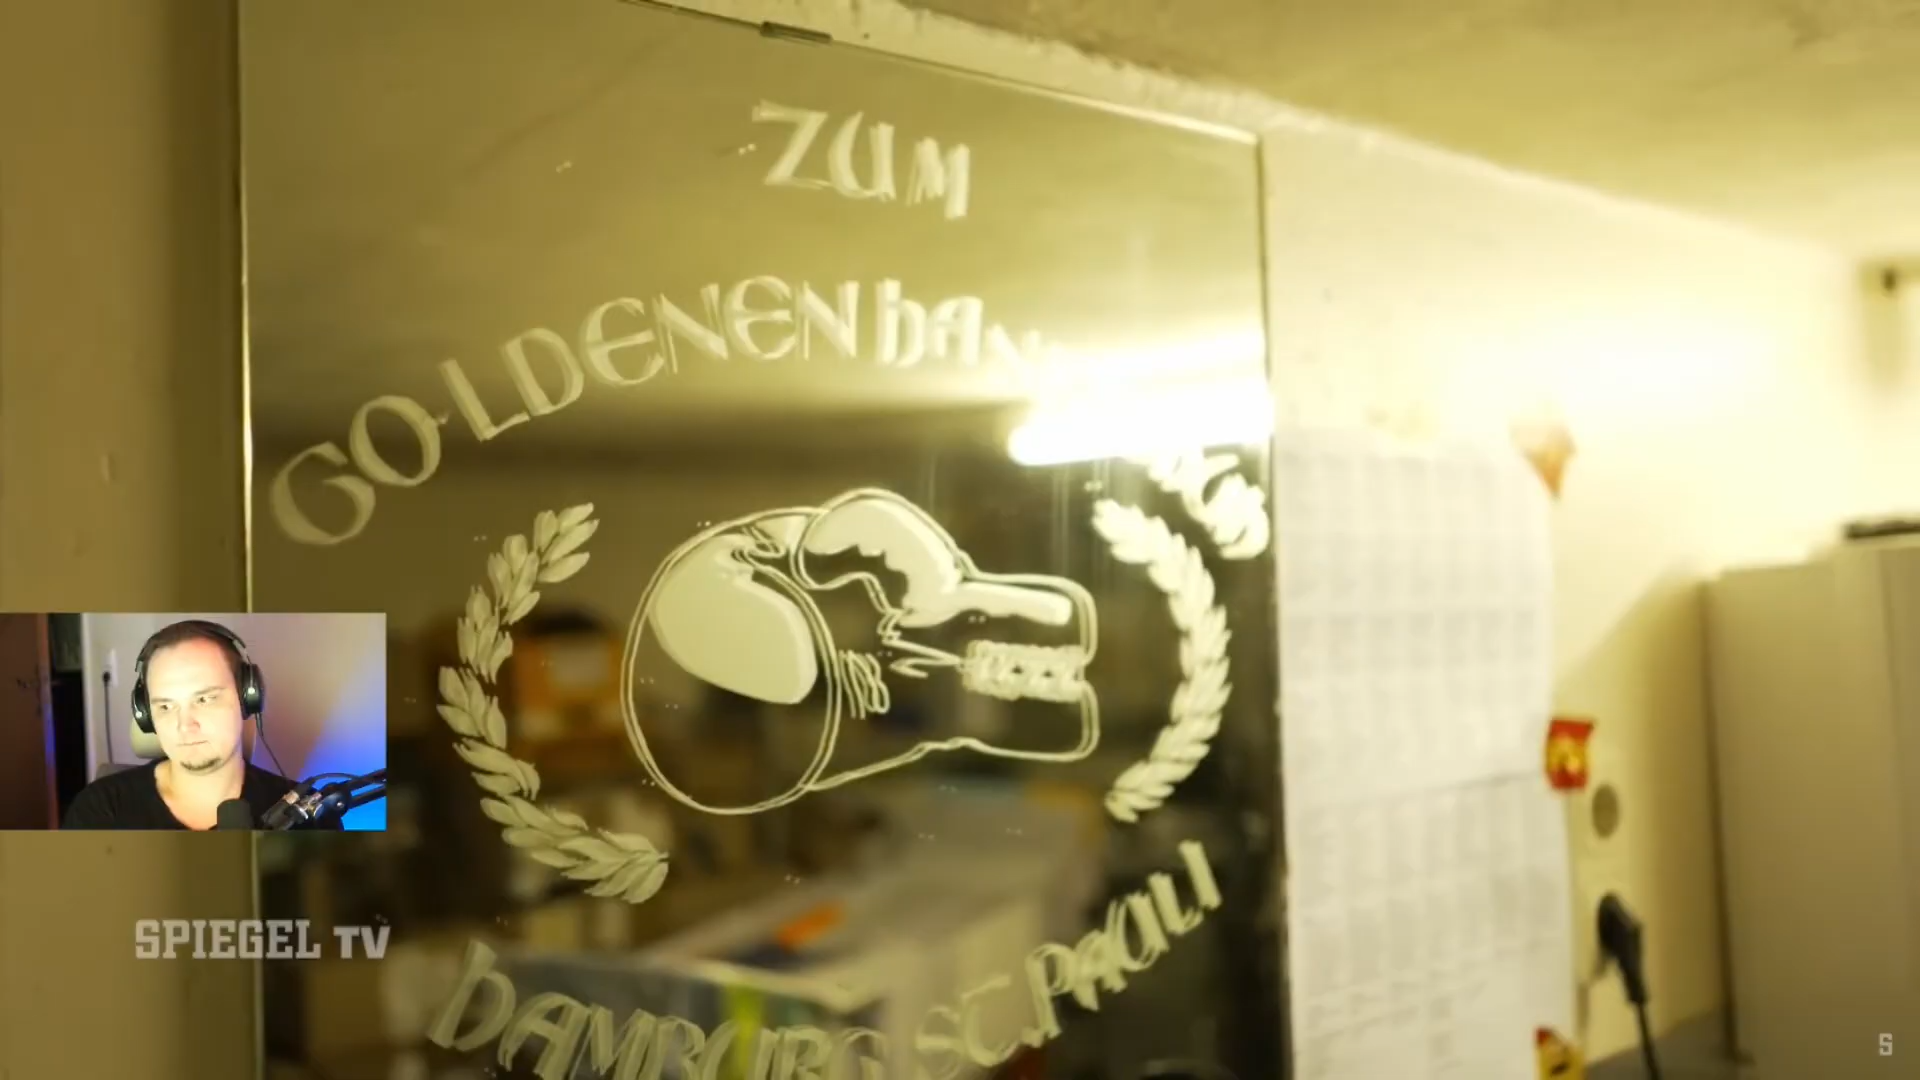 ZUM
GOLDENEN
HAMBURG ST. PAULI
SPIEGEL TV
S